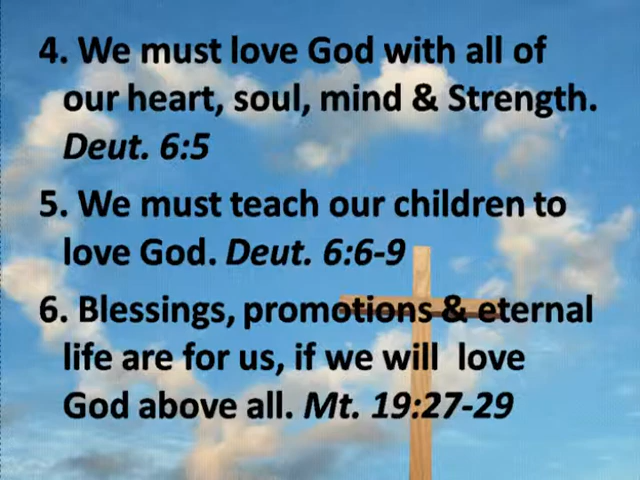 4. We must love God with all of
our heart, soul, mind & Strength.
Deut. 6:5
5. We must teach our children to
love God. Deut. 6:6-9
6. Blessings, promotions & eternal
life are for us, if we will love
God above all. Mt. 19:27-29